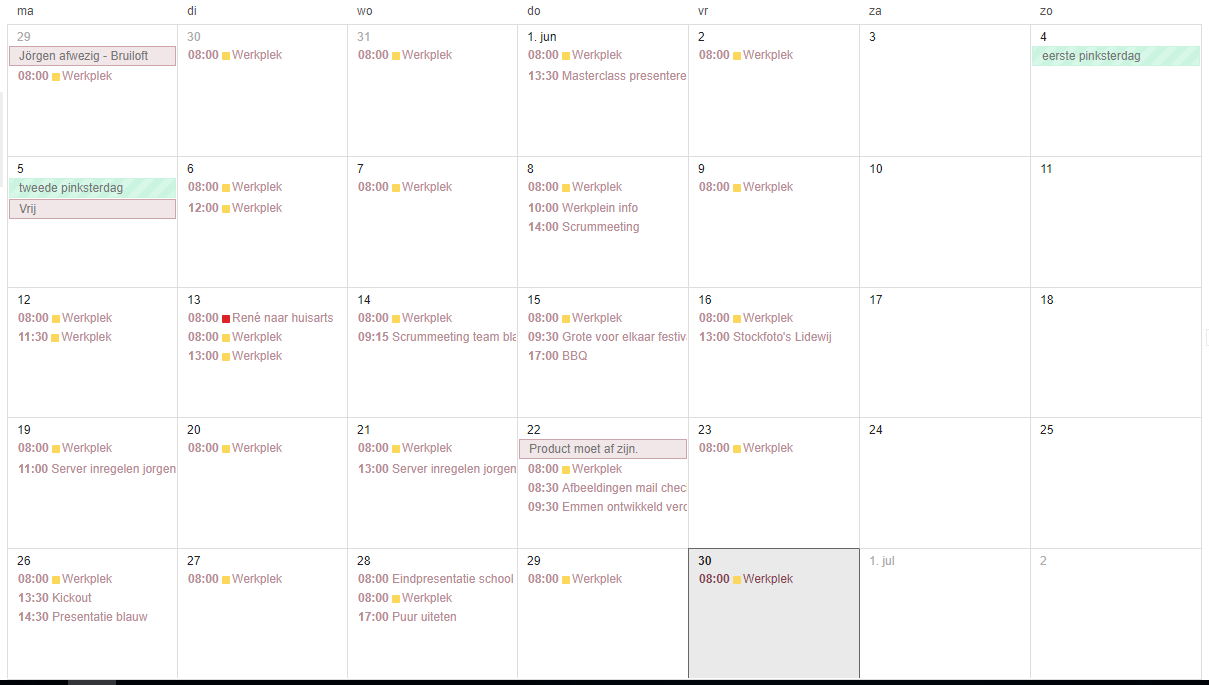 ma di wo do vr za zo
29
Jörgen afwezig - Bruiloft
08:00 Werkplek
30
08:00 Werkplek
31
08:00 Werkplek
1. jun
08:00 Werkplek
13:30 Masterclass presentere
2
08:00 Werkplek
3
4
eerste pinksterdag
5
tweede pinksterdag
Vrij
6
08:00 Werkplek
12:00 Werkplek
7
08:00 Werkplek
8
08:00 Werkplek
10:00 Werkplein info
14:00 Scrummeeting
9
08:00 Werkplek
10
11
12
08:00 Werkplek
11:30 Werkplek
13
08:00 René naar huisarts
08:00 Werkplek
13:00 Werkplek
14
08:00 Werkplek
09:15 Scrummeeting team bla
15
08:00 Werkplek
09:30 Grote voor elkaar festiv
17:00 BBQ
16
08:00 Werkplek
13:00 Stockfoto's Lidewij
17
18
19
08:00 Werkplek
11:00 Server inregelen jorgen
20
08:00 Werkplek
21
08:00 Werkplek
13:00 Server inregelen jorgen
22
Product moet af zijn.
08:00 Werkplek
08:30 Afbeeldingen mail chec
09:30 Emmen ontwikkeld verd
23
08:00 Werkplek
24
25
26
08:00 Werkplek
13:30 Kickout
14:30 Presentatie blauw
27
08:00 Werkplek
28
08:00 Eindpresentatie school
08:00 Werkplek
17:00 Puur uiteten
29
08:00 Werkplek
30
08:00 Werkplek
1. jul
2